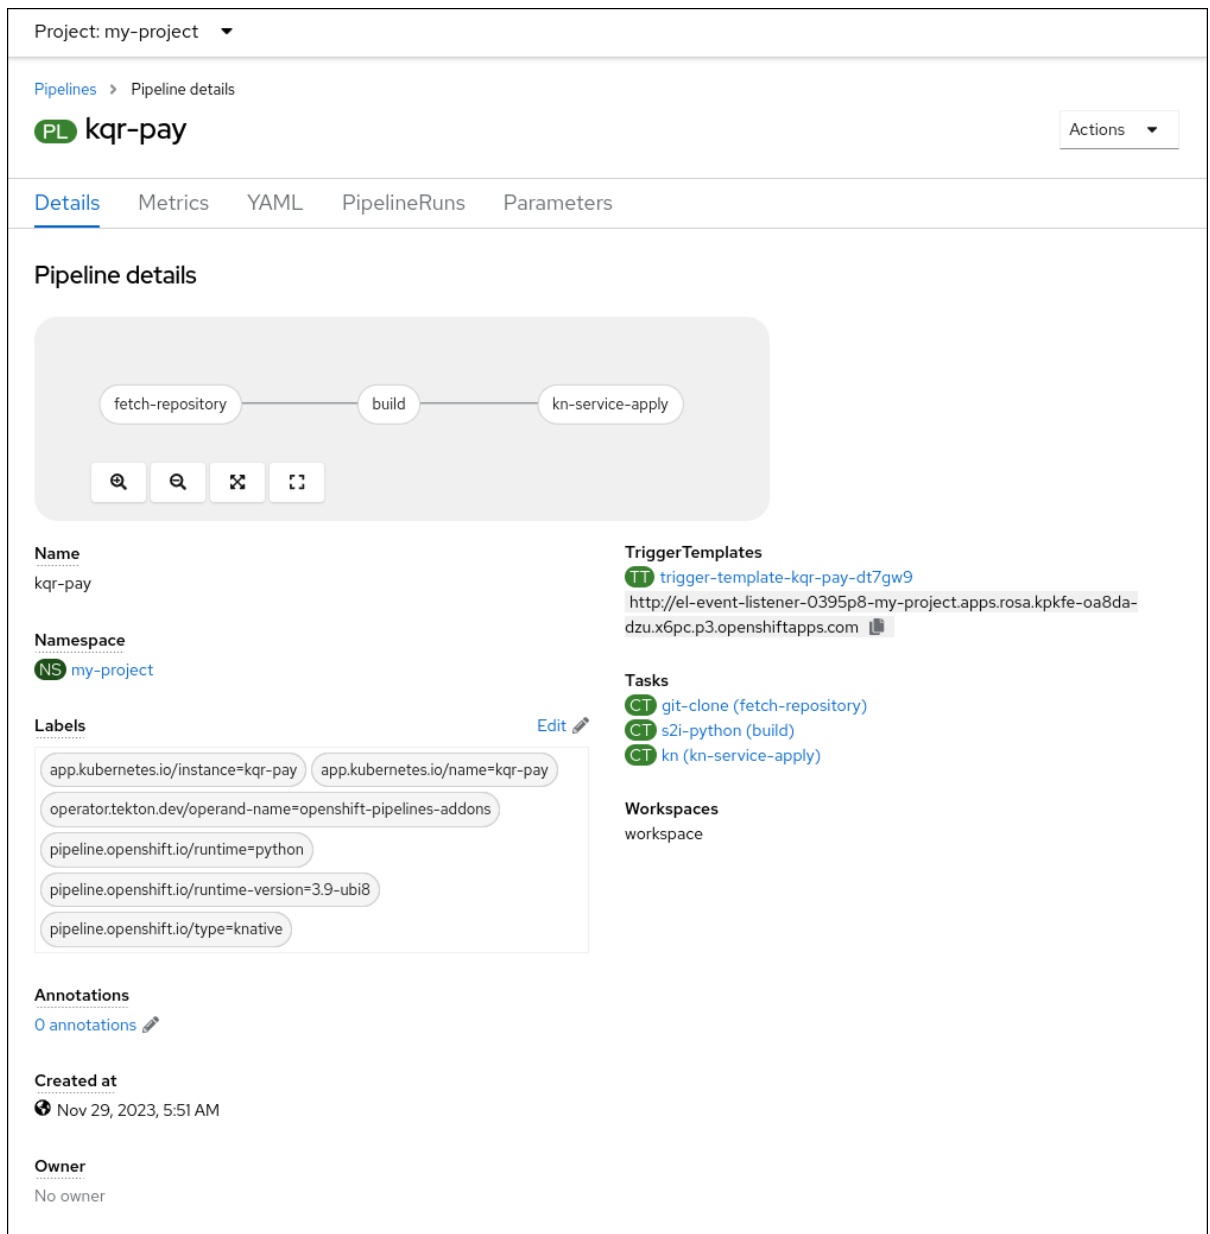 Project: my-project
Pipelines > Pipeline details
PL kqr-pay
Actions
Details Metrics YAML PipelineRuns Parameters
Pipeline details
fetch-repository build kn-service-apply
Name
kqr-pay
Namespace
NS my-project
Labels Edit
app.kubernetes.io/instance=kqr-pay app.kubernetes.io/name=kqr-pay
operator.tekton.dev/operand-name=openshift-pipelines-addons
pipeline.openshift.io/runtime=python
pipeline.openshift.io/runtime-version=3.9-ubi8
pipeline.openshift.io/type=knative
Annotations
0 annotations
Created at
Nov 29, 2023, 5:51 AM
Owner
No owner
TriggerTemplates
TT trigger-template-kqr-pay-dt7gw9
http://el-event-listener-0395p8-my-project.apps.rosa.kpkfe-oa8da-
dzu.x6pc.p3.openshiftapps.com
Tasks
CT git-clone (fetch-repository)
CT s2i-python (build)
CT kn (kn-service-apply)
Workspaces
workspace